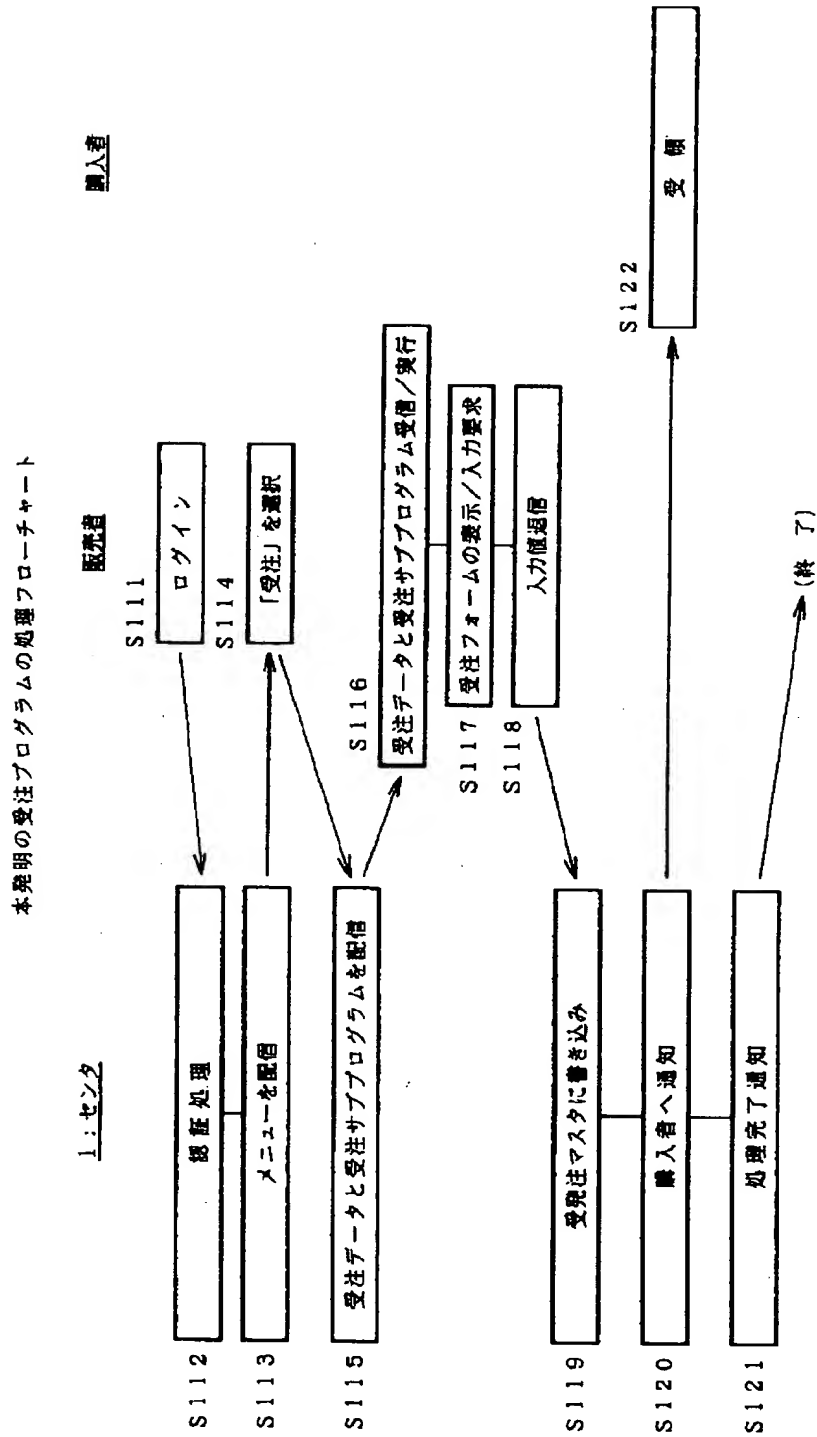 本発明の受注プログラムの処理フローチャート
1:センタ
販売者
購入者
S111
ログイン
S112
認証処理
S113
メニューを配信
S114
「受注」を選択
S115
受注データと受注サブプログラムを配信
S116
受注データと受注サブプログラム受信/実行
S117
受注フォームの表示/入力要求
S118
入力値返信
S119
受発注マスタに書き込み
S120
購入者へ通知
S121
処理完了通知
(終 了)
S122
受 領